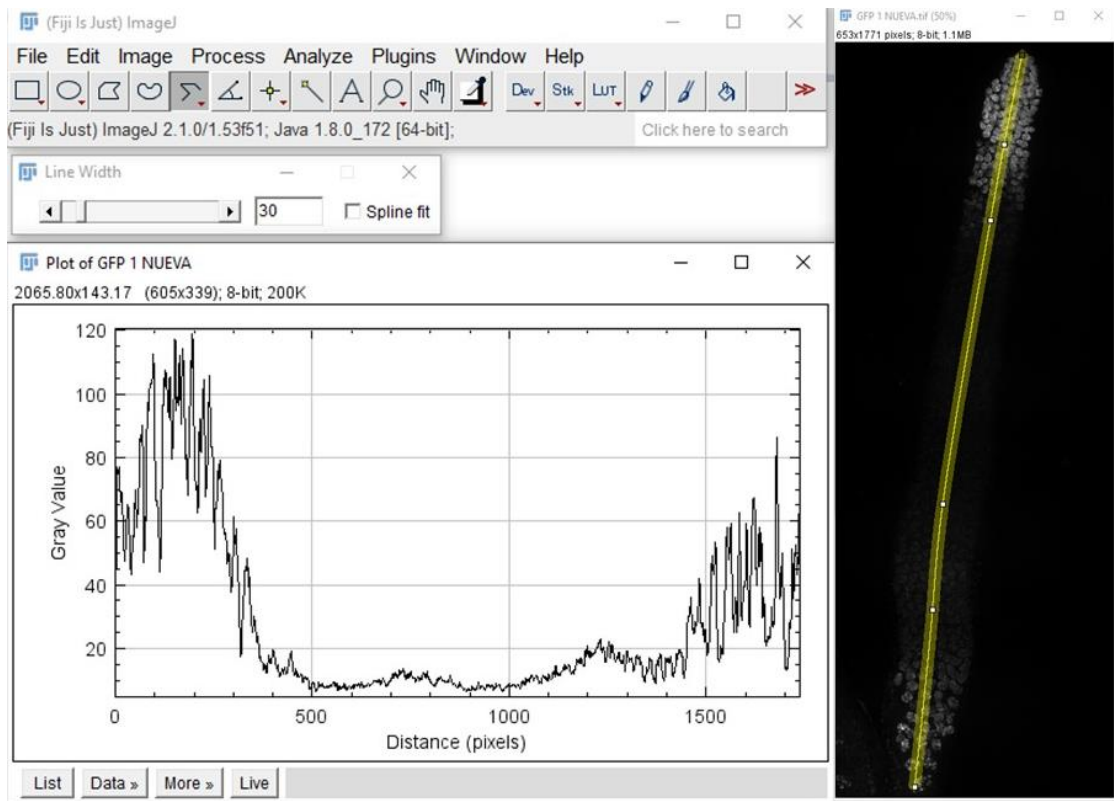 (Fiji Is Just) ImageJ
File Edit Image Process Analyze Plugins Window Help
A Dev Stk LUT >>
(Fiji Is Just) ImageJ 2.1.0/1.53f51; Java 1.8.0_172 [64-bit];
Click here to search
Line Width
30 Spline fit
Plot of GFP 1 NUEVA
2065.80x143.17 (605x339); 8-bit; 200K
120
100
80
60
40
20
Gray Value
0 500 1000 1500
Distance (pixels)
List Data » More » Live
GFP 1 NUEVA.tif (50%)
653x1771 pixels; 8-bit; 1.1MB